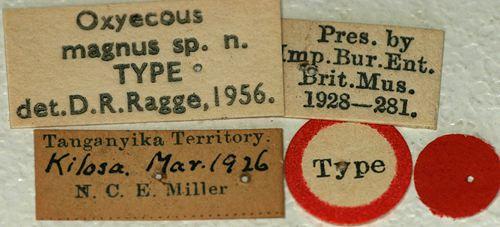 Oxyecous
magnus sp. n.
TYPE
det.D.R.Ragge, 1956.
Pres. by
Imp.Bur.Ent.
Brit.Mus.
1928—281.
Tanganyika Territory.
Kilosa. Mar. 1926
N. C. E. Miller
Type